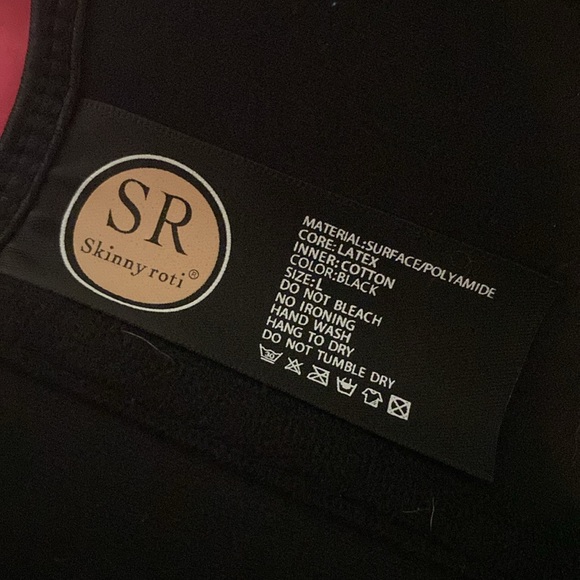 SR
Skinny roti®
MATERIAL:SURFACE/POLYAMIDE
CORE:LATEX
INNER:COTTON
COLOR:BLACK
SIZE:L
DO NOT BLEACH
NO IRONING
HAND WASH
HANG TO DRY
DO NOT TUMBLE DRY
30